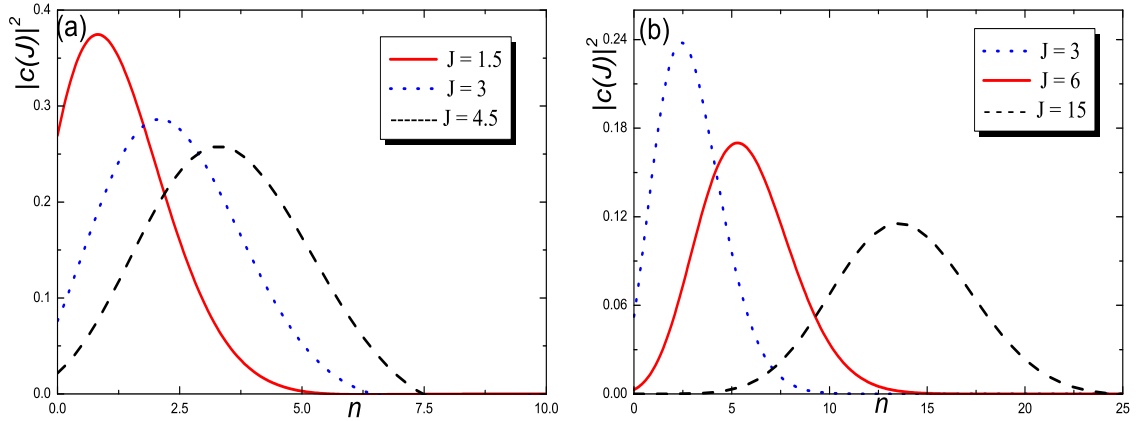 (a)
|c(J)|²
0.4
0.3
0.2
0.1
0.0
J = 1.5
J = 3
J = 4.5
0.0 2.5 5.0 7.5 10.0
n
(b)
|c(J)|²
0.24
0.18
0.12
0.06
0.00
J = 3
J = 6
J = 15
0 5 10 15 20 25
n